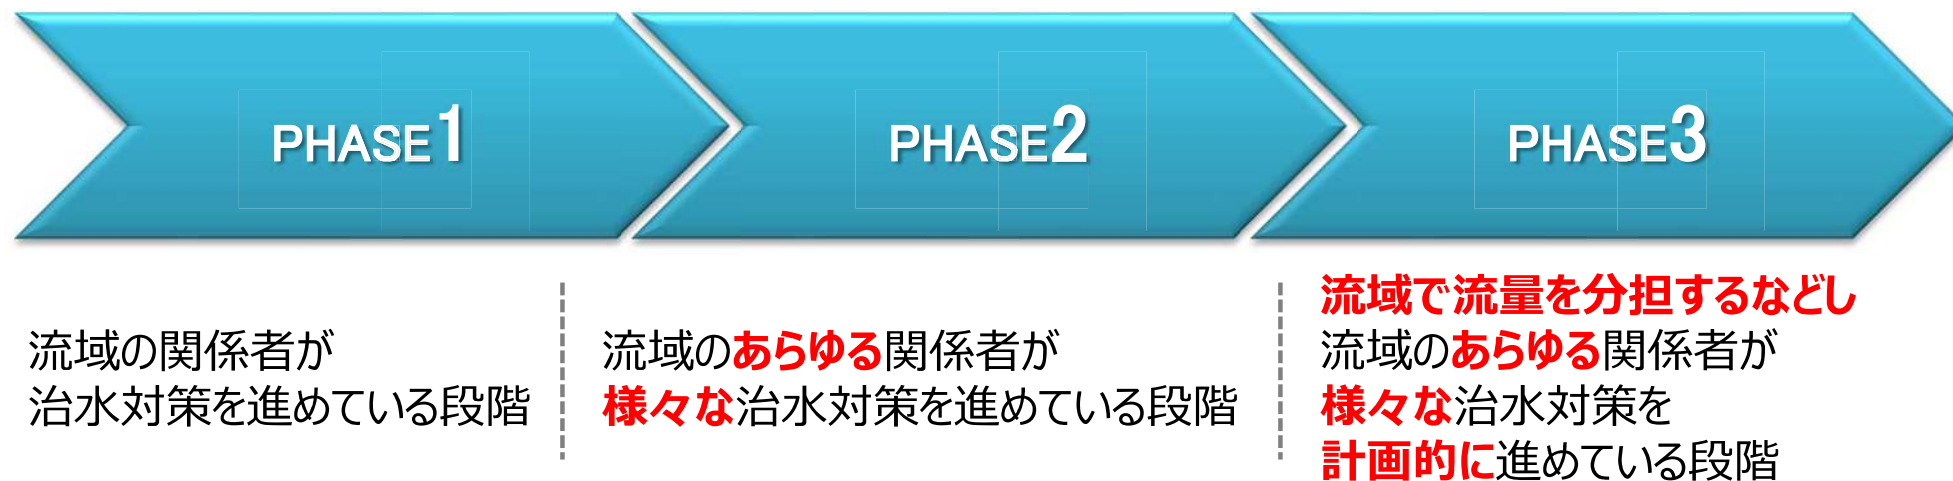 PHASE1
PHASE2
PHASE3
流域の関係者が
治水対策を進めている段階
流域のあらゆる関係者が
様々な治水対策を進めている段階
流域で流量を分担するなどし
流域のあらゆる関係者が
様々な治水対策を
計画的に進めている段階